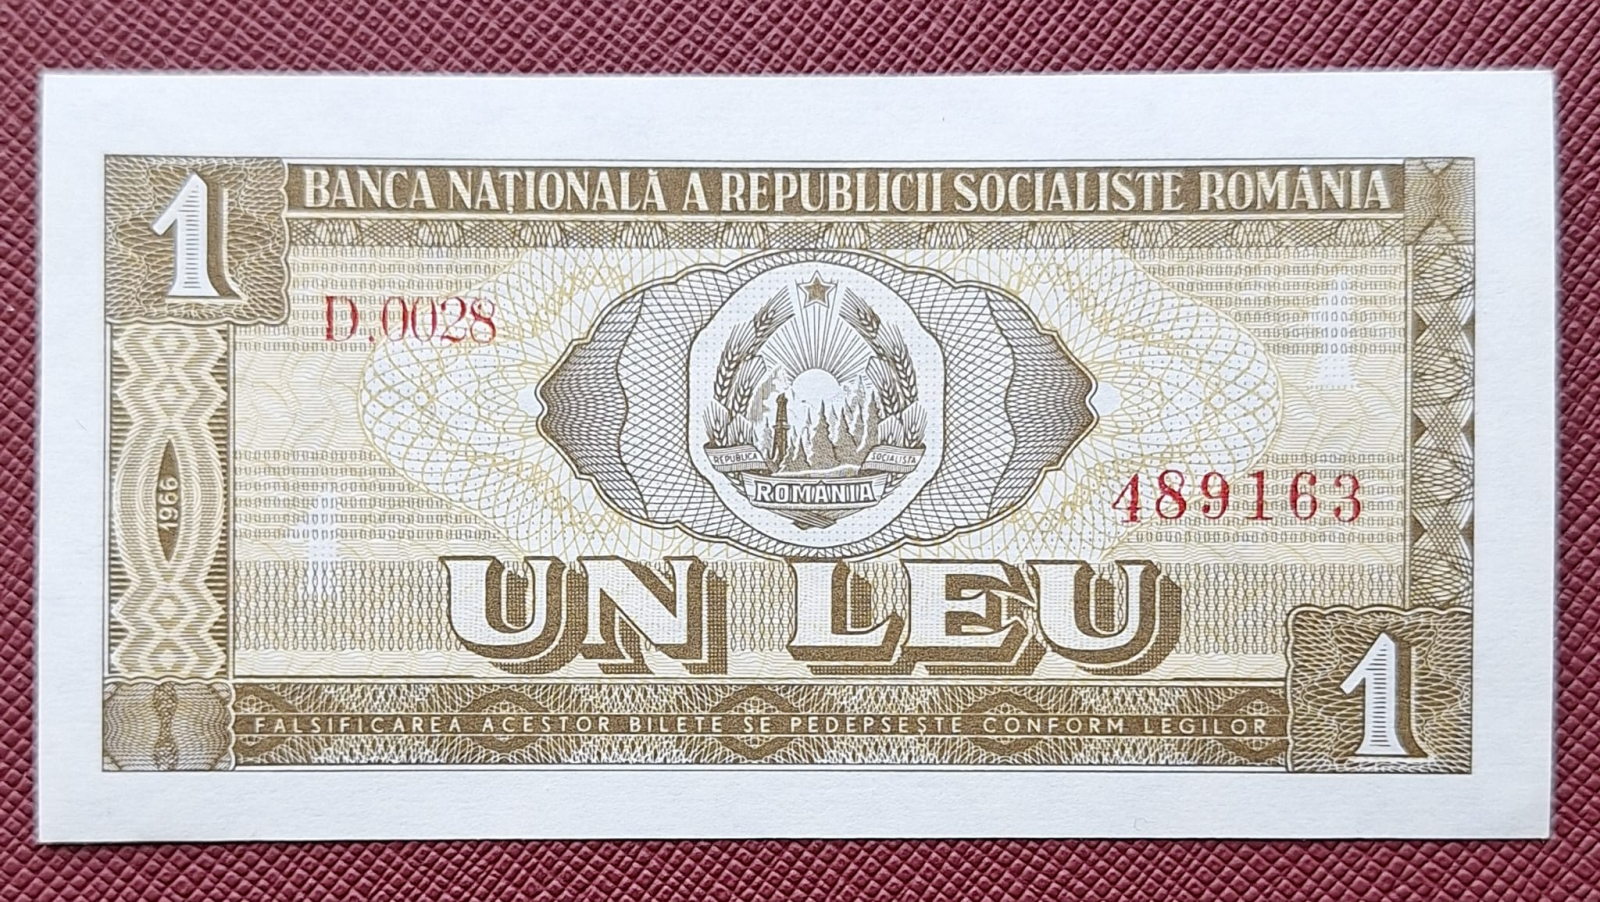 1
BANCA NAȚIONALĂ A REPUBLICII SOCIALISTE ROMÂNIA
D.0028
REPUBLICA SOCIALISTA
ROMÂNIA
1966
489163
UN LEU
1
FALSIFICAREA ACESTOR BILETE SE PEDEPSEȘTE CONFORM LEGILOR